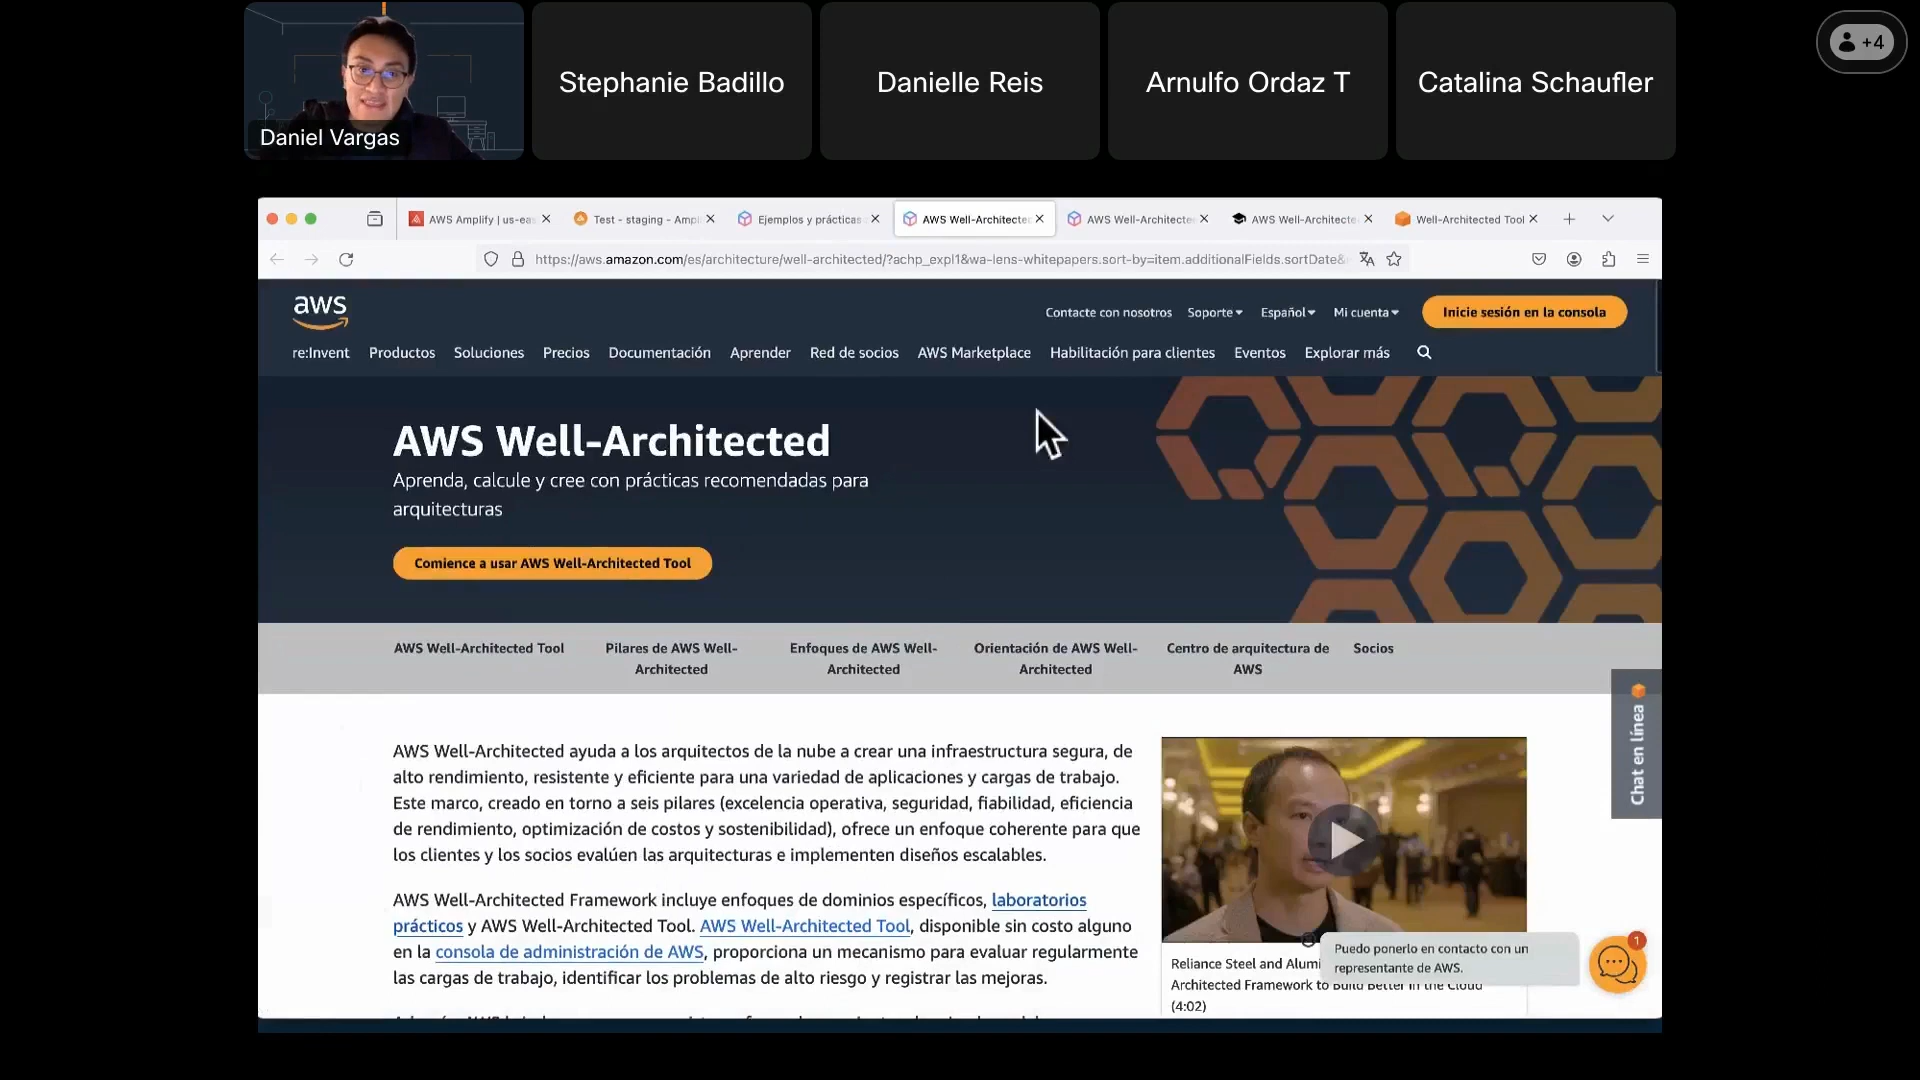 Daniel Vargas
Stephanie Badillo
Danielle Reis
Arnulfo Ordaz T
Catalina Schaufler
+4
AWS Amplify | us-ea
Test - staging - Ampl
Ejemplos y prácticas
AWS Well-Architecte
AWS Well-Architecte
AWS Well-Architecte
Well-Architected Tool
https://aws.amazon.com/es/architecture/well-architected/?achp_expl1&wa-lens-whitepapers.sort-by=item.additionalFields.sortDate&
aws
Contacte con nosotros
Soporte
Español
Mi cuenta
Inicie sesión en la consola
re:Invent
Productos
Soluciones
Precios
Documentación
Aprender
Red de socios
AWS Marketplace
Habilitación para clientes
Eventos
Explorar más
AWS Well-Architected
Aprenda, calcule y cree con prácticas recomendadas para
arquitecturas
Comience a usar AWS Well-Architected Tool
AWS Well-Architected Tool
Pilares de AWS Well-
Architected
Enfoques de AWS Well-
Architected
Orientación de AWS Well-
Architected
Centro de arquitectura de
AWS
Socios
Chat en línea
AWS Well-Architected ayuda a los arquitectos de la nube a crear una infraestructura segura, de
alto rendimiento, resistente y eficiente para una variedad de aplicaciones y cargas de trabajo.
Este marco, creado en torno a seis pilares (excelencia operativa, seguridad, fiabilidad, eficiencia
de rendimiento, optimización de costos y sostenibilidad), ofrece un enfoque coherente para que
los clientes y los socios evalúen las arquitecturas e implementen diseños escalables.
AWS Well-Architected Framework incluye enfoques de dominios específicos, laboratorios
prácticos y AWS Well-Architected Tool. AWS Well-Architected Tool, disponible sin costo alguno
en la consola de administración de AWS, proporciona un mecanismo para evaluar regularmente
las cargas de trabajo, identificar los problemas de alto riesgo y registrar las mejoras.
Reliance Steel and Alumi
Architected Framework to Build Better in the Cloud
(4:02)
Puedo ponerlo en contacto con un
representante de AWS.
1